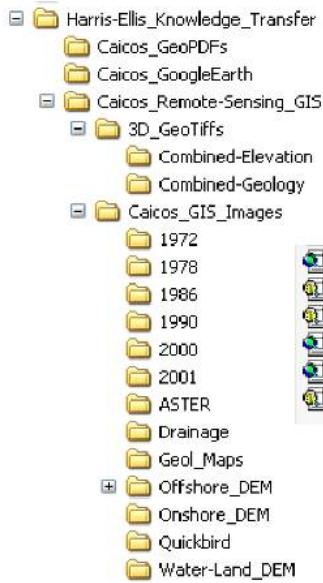 Harris-Ellis_Knowledge_Transfer
Caicos_GeoPDFs
Caicos_GoogleEarth
Caicos_Remote-Sensing_GIS
3D_GeoTiffs
Combined-Elevation
Combined-Geology
Caicos_GIS_Images
1972
1978
1986
1990
2000
2001
ASTER
Drainage
Geol_Maps
Offshore_DEM
Onshore_DEM
Quickbird
Water-Land_DEM